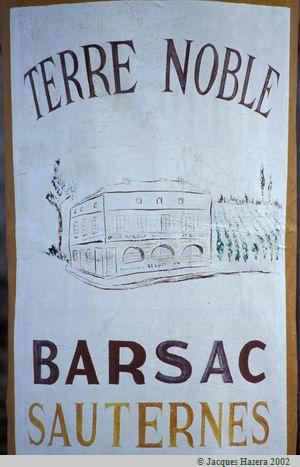 TERRE NOBLE
BARSAC
SAUTERNES
© Jacques Hazera 2002